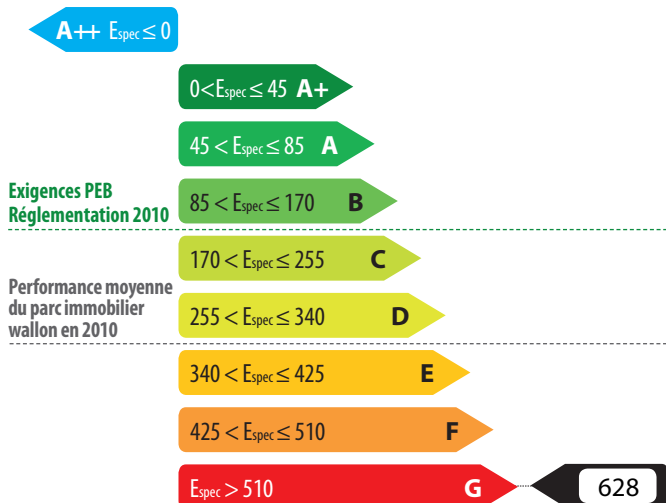 A++ Espec ≤ 0
0 < Espec ≤ 45 A+
45 < Espec ≤ 85 A
Exigences PEB
Réglementation 2010
85 < Espec ≤ 170 B
170 < Espec ≤ 255 C
Performance moyenne
du parc immobilier
wallon en 2010
255 < Espec ≤ 340 D
340 < Espec ≤ 425 E
425 < Espec ≤ 510 F
Espec > 510 G 628